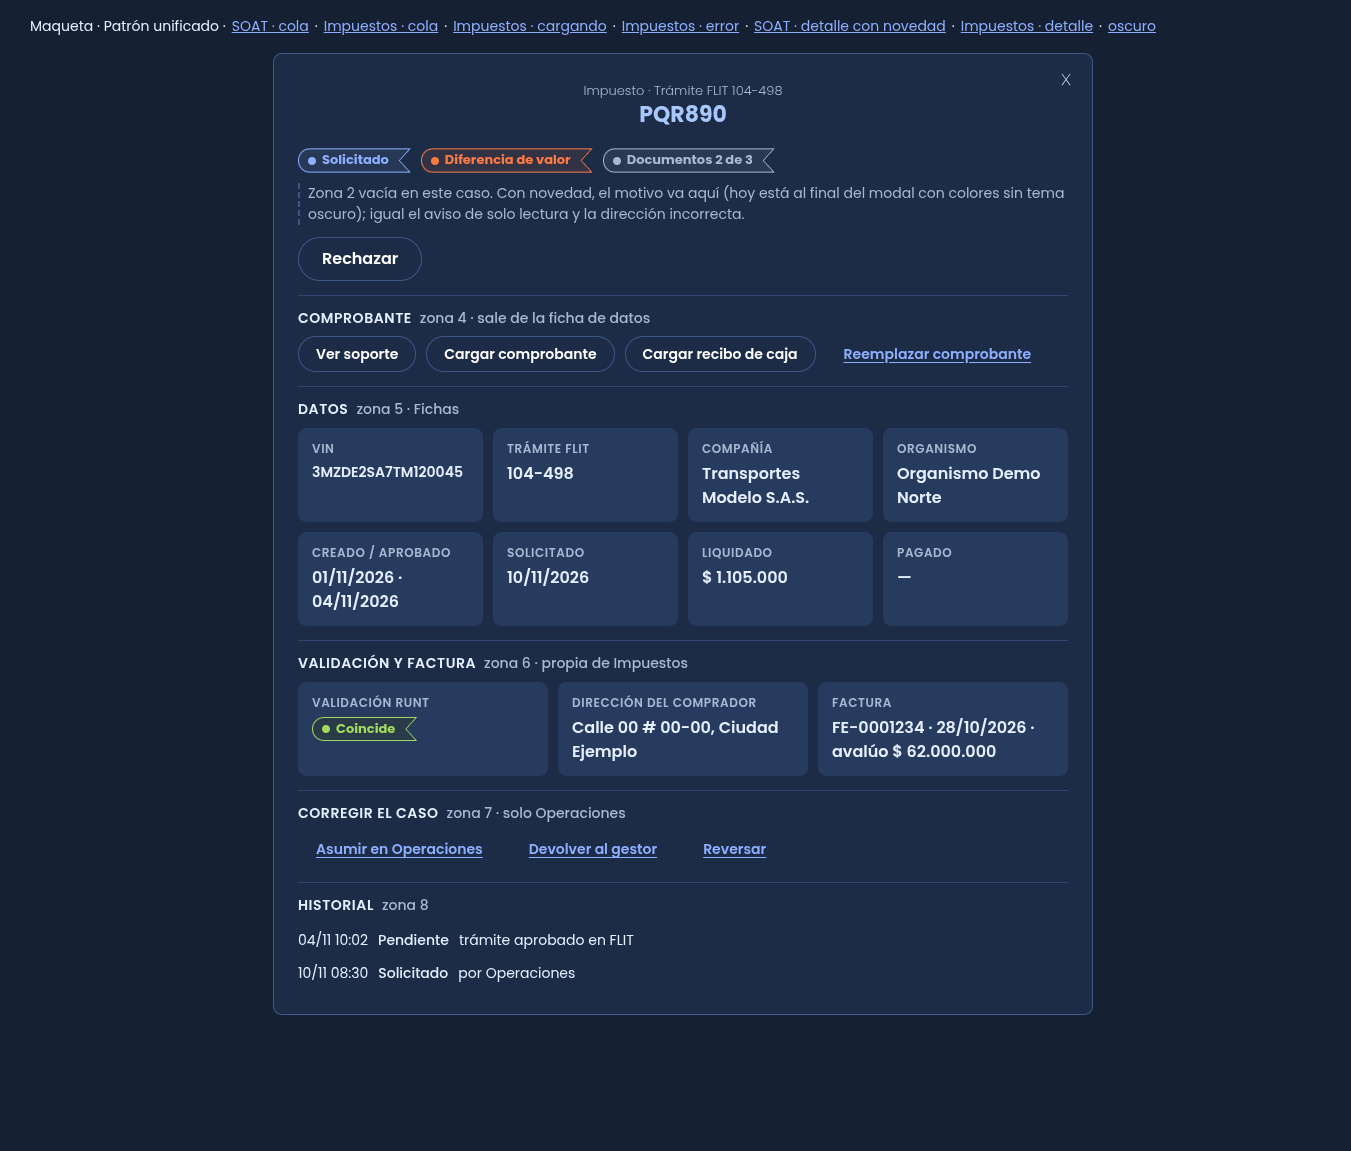 Maqueta · Patrón unificado · SOAT · cola · Impuestos · cola · Impuestos · cargando · Impuestos · error · SOAT · detalle con novedad · Impuestos · detalle · oscuro
X
Impuesto · Trámite FLIT 104-498
PQR890
Solicitado Diferencia de valor Documentos 2 de 3
Zona 2 vacía en este caso. Con novedad, el motivo va aquí (hoy está al final del modal con colores sin tema
oscuro); igual el aviso de solo lectura y la dirección incorrecta.
Rechazar
COMPROBANTE zona 4 · sale de la ficha de datos
Ver soporte Cargar comprobante Cargar recibo de caja Reemplazar comprobante
DATOS zona 5 · Fichas
VIN
3MZDE2SA7TM120045
TRÁMITE FLIT
104-498
COMPAÑÍA
Transportes
Modelo S.A.S.
ORGANISMO
Organismo Demo
Norte
CREADO / APROBADO
01/11/2026 ·
04/11/2026
SOLICITADO
10/11/2026
LIQUIDADO
$ 1.105.000
PAGADO
—
VALIDACIÓN Y FACTURA zona 6 · propia de Impuestos
VALIDACIÓN RUNT
Coincide
DIRECCIÓN DEL COMPRADOR
Calle 00 # 00-00, Ciudad
Ejemplo
FACTURA
FE-0001234 · 28/10/2026 ·
avalúo $ 62.000.000
CORREGIR EL CASO zona 7 · solo Operaciones
Asumir en Operaciones Devolver al gestor Reversar
HISTORIAL zona 8
04/11 10:02 Pendiente trámite aprobado en FLIT
10/11 08:30 Solicitado por Operaciones